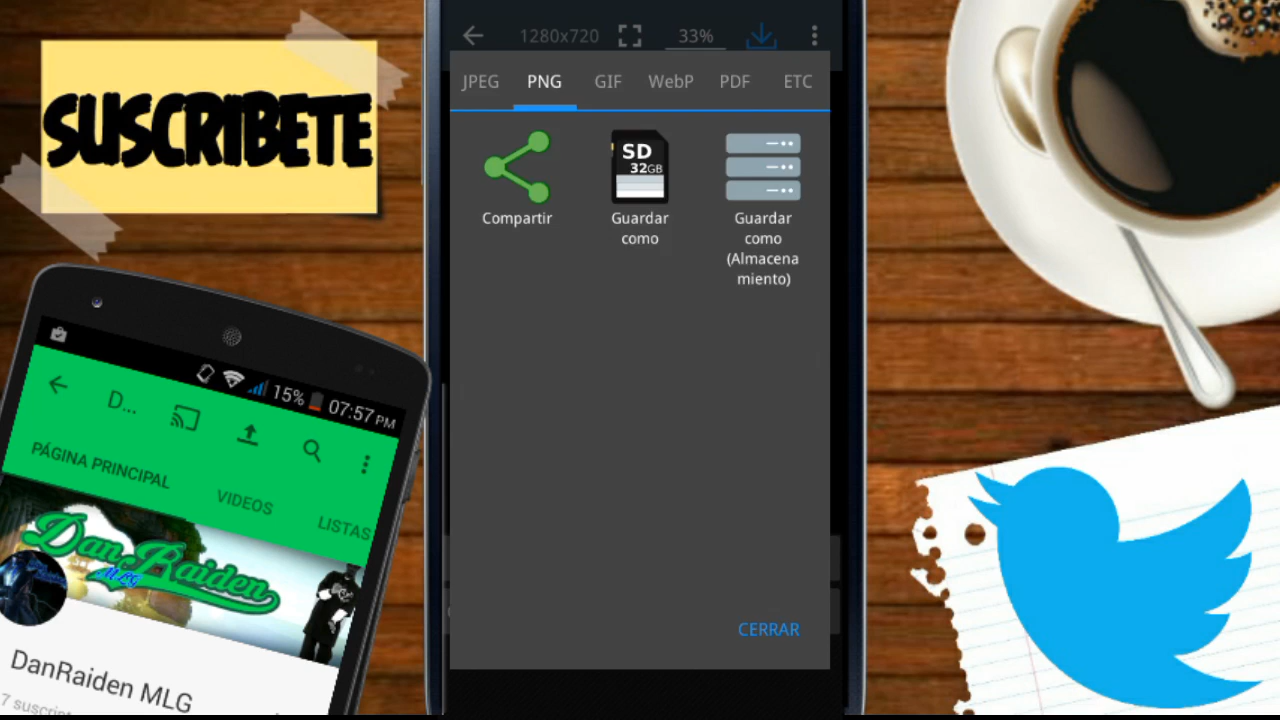 SUSCRIBETE
1280x720 33%
JPEG PNG GIF WebP PDF ETC
SD
32GB
Compartir
Guardar
como
Guardar
como
(Almacena
miento)
CERRAR
15% 07:57 PM
D...
PÁGINA PRINCIPAL VIDEOS LISTAS
DanRaiden
MLG
DanRaiden MLG
7